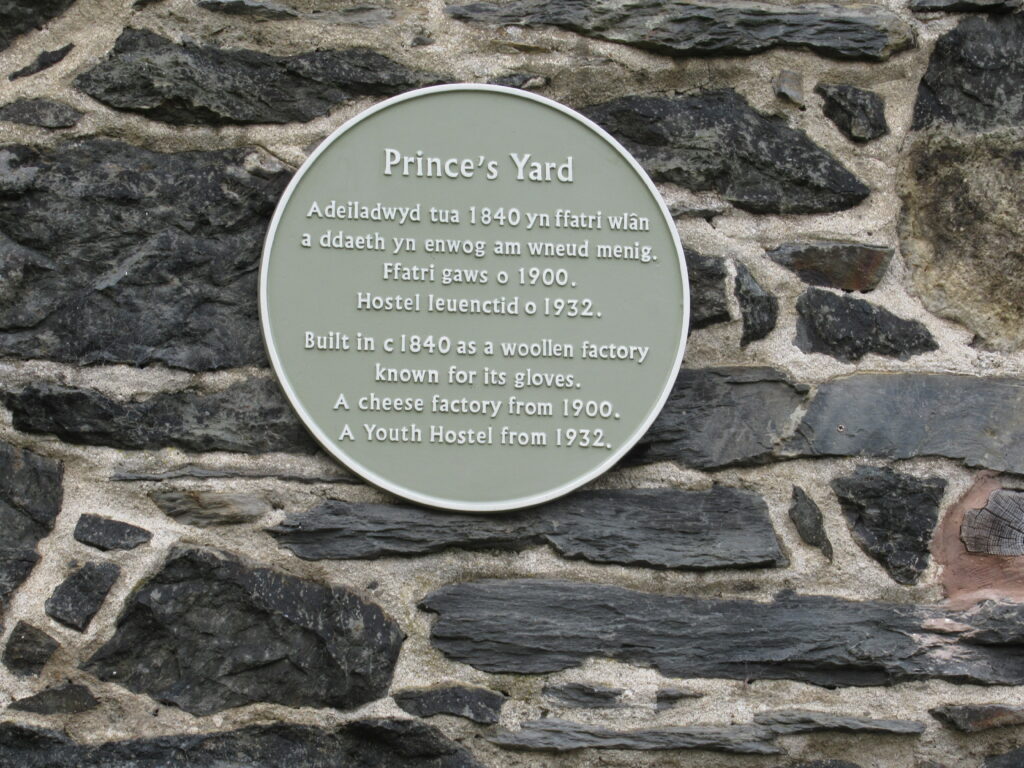 Prince's Yard
Adeiladwyd tua 1840 yn ffatri wlân
a ddaeth yn enwog am wneud menig.
Ffatri gaws o 1900.
Hostel Ieuenctid o 1932.
Built in c1840 as a woollen factory
known for its gloves.
A cheese factory from 1900.
A Youth Hostel from 1932.